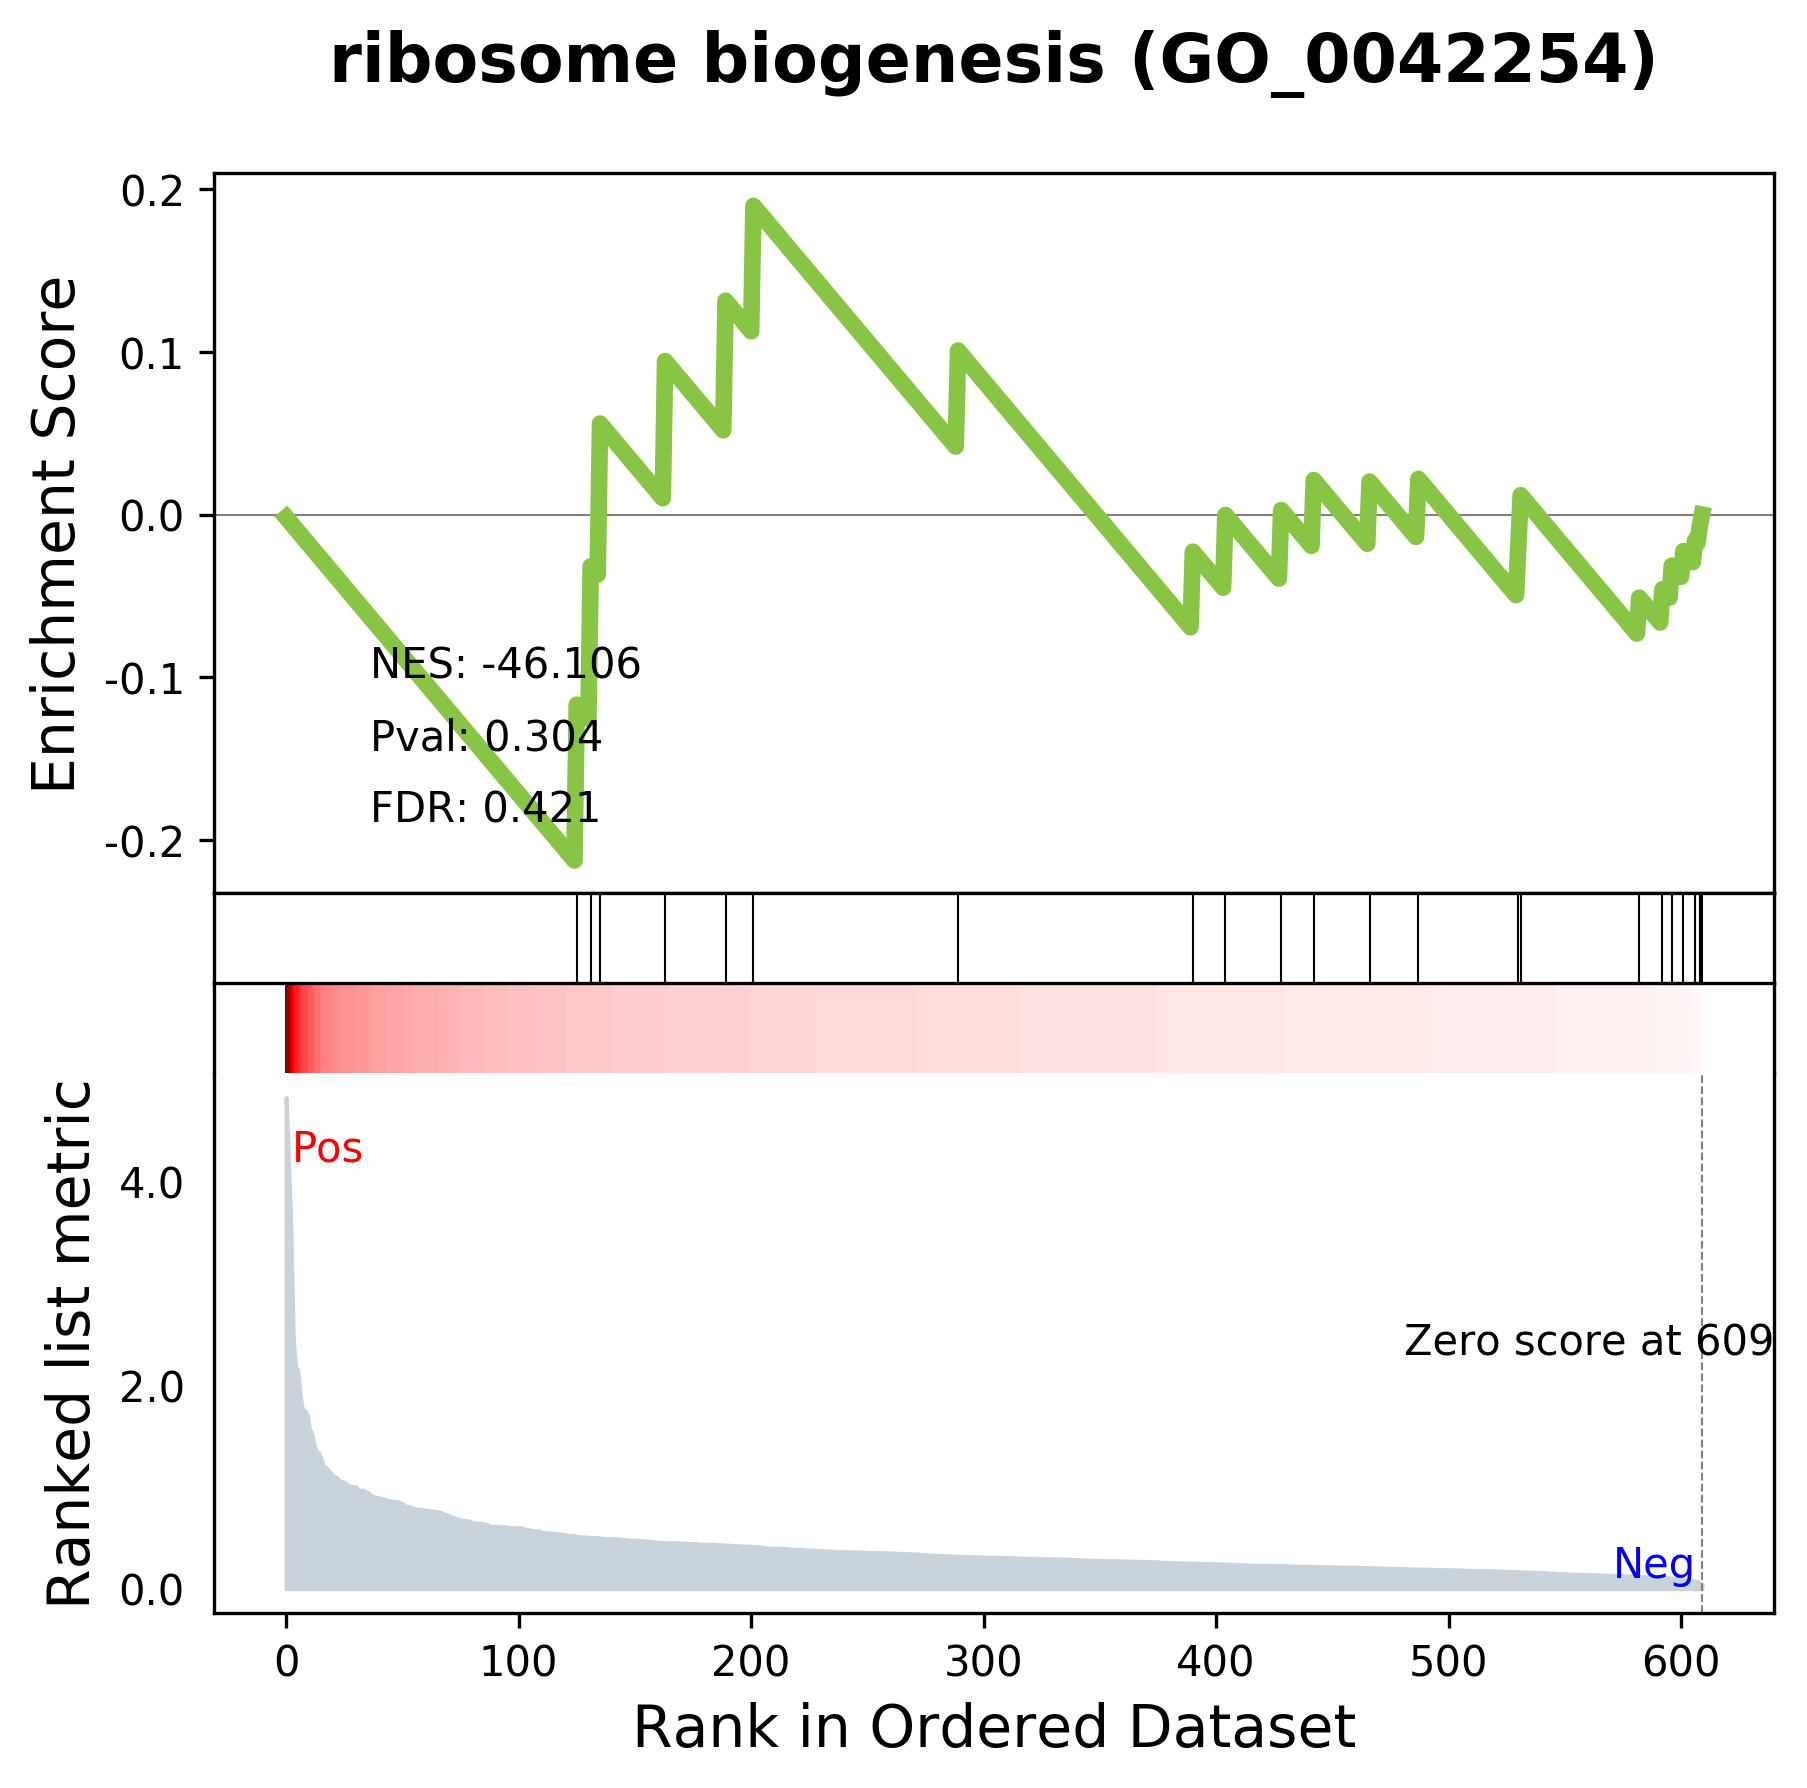 ribosome biogenesis (GO_0042254)
Enrichment Score
0.2
0.1
0.0
-0.1
-0.2
NES: -46.106
Pval: 0.304
FDR: 0.421
Ranked list metric
4.0
2.0
0.0
Pos
Zero score at 609
Neg
0 100 200 300 400 500 600
Rank in Ordered Dataset